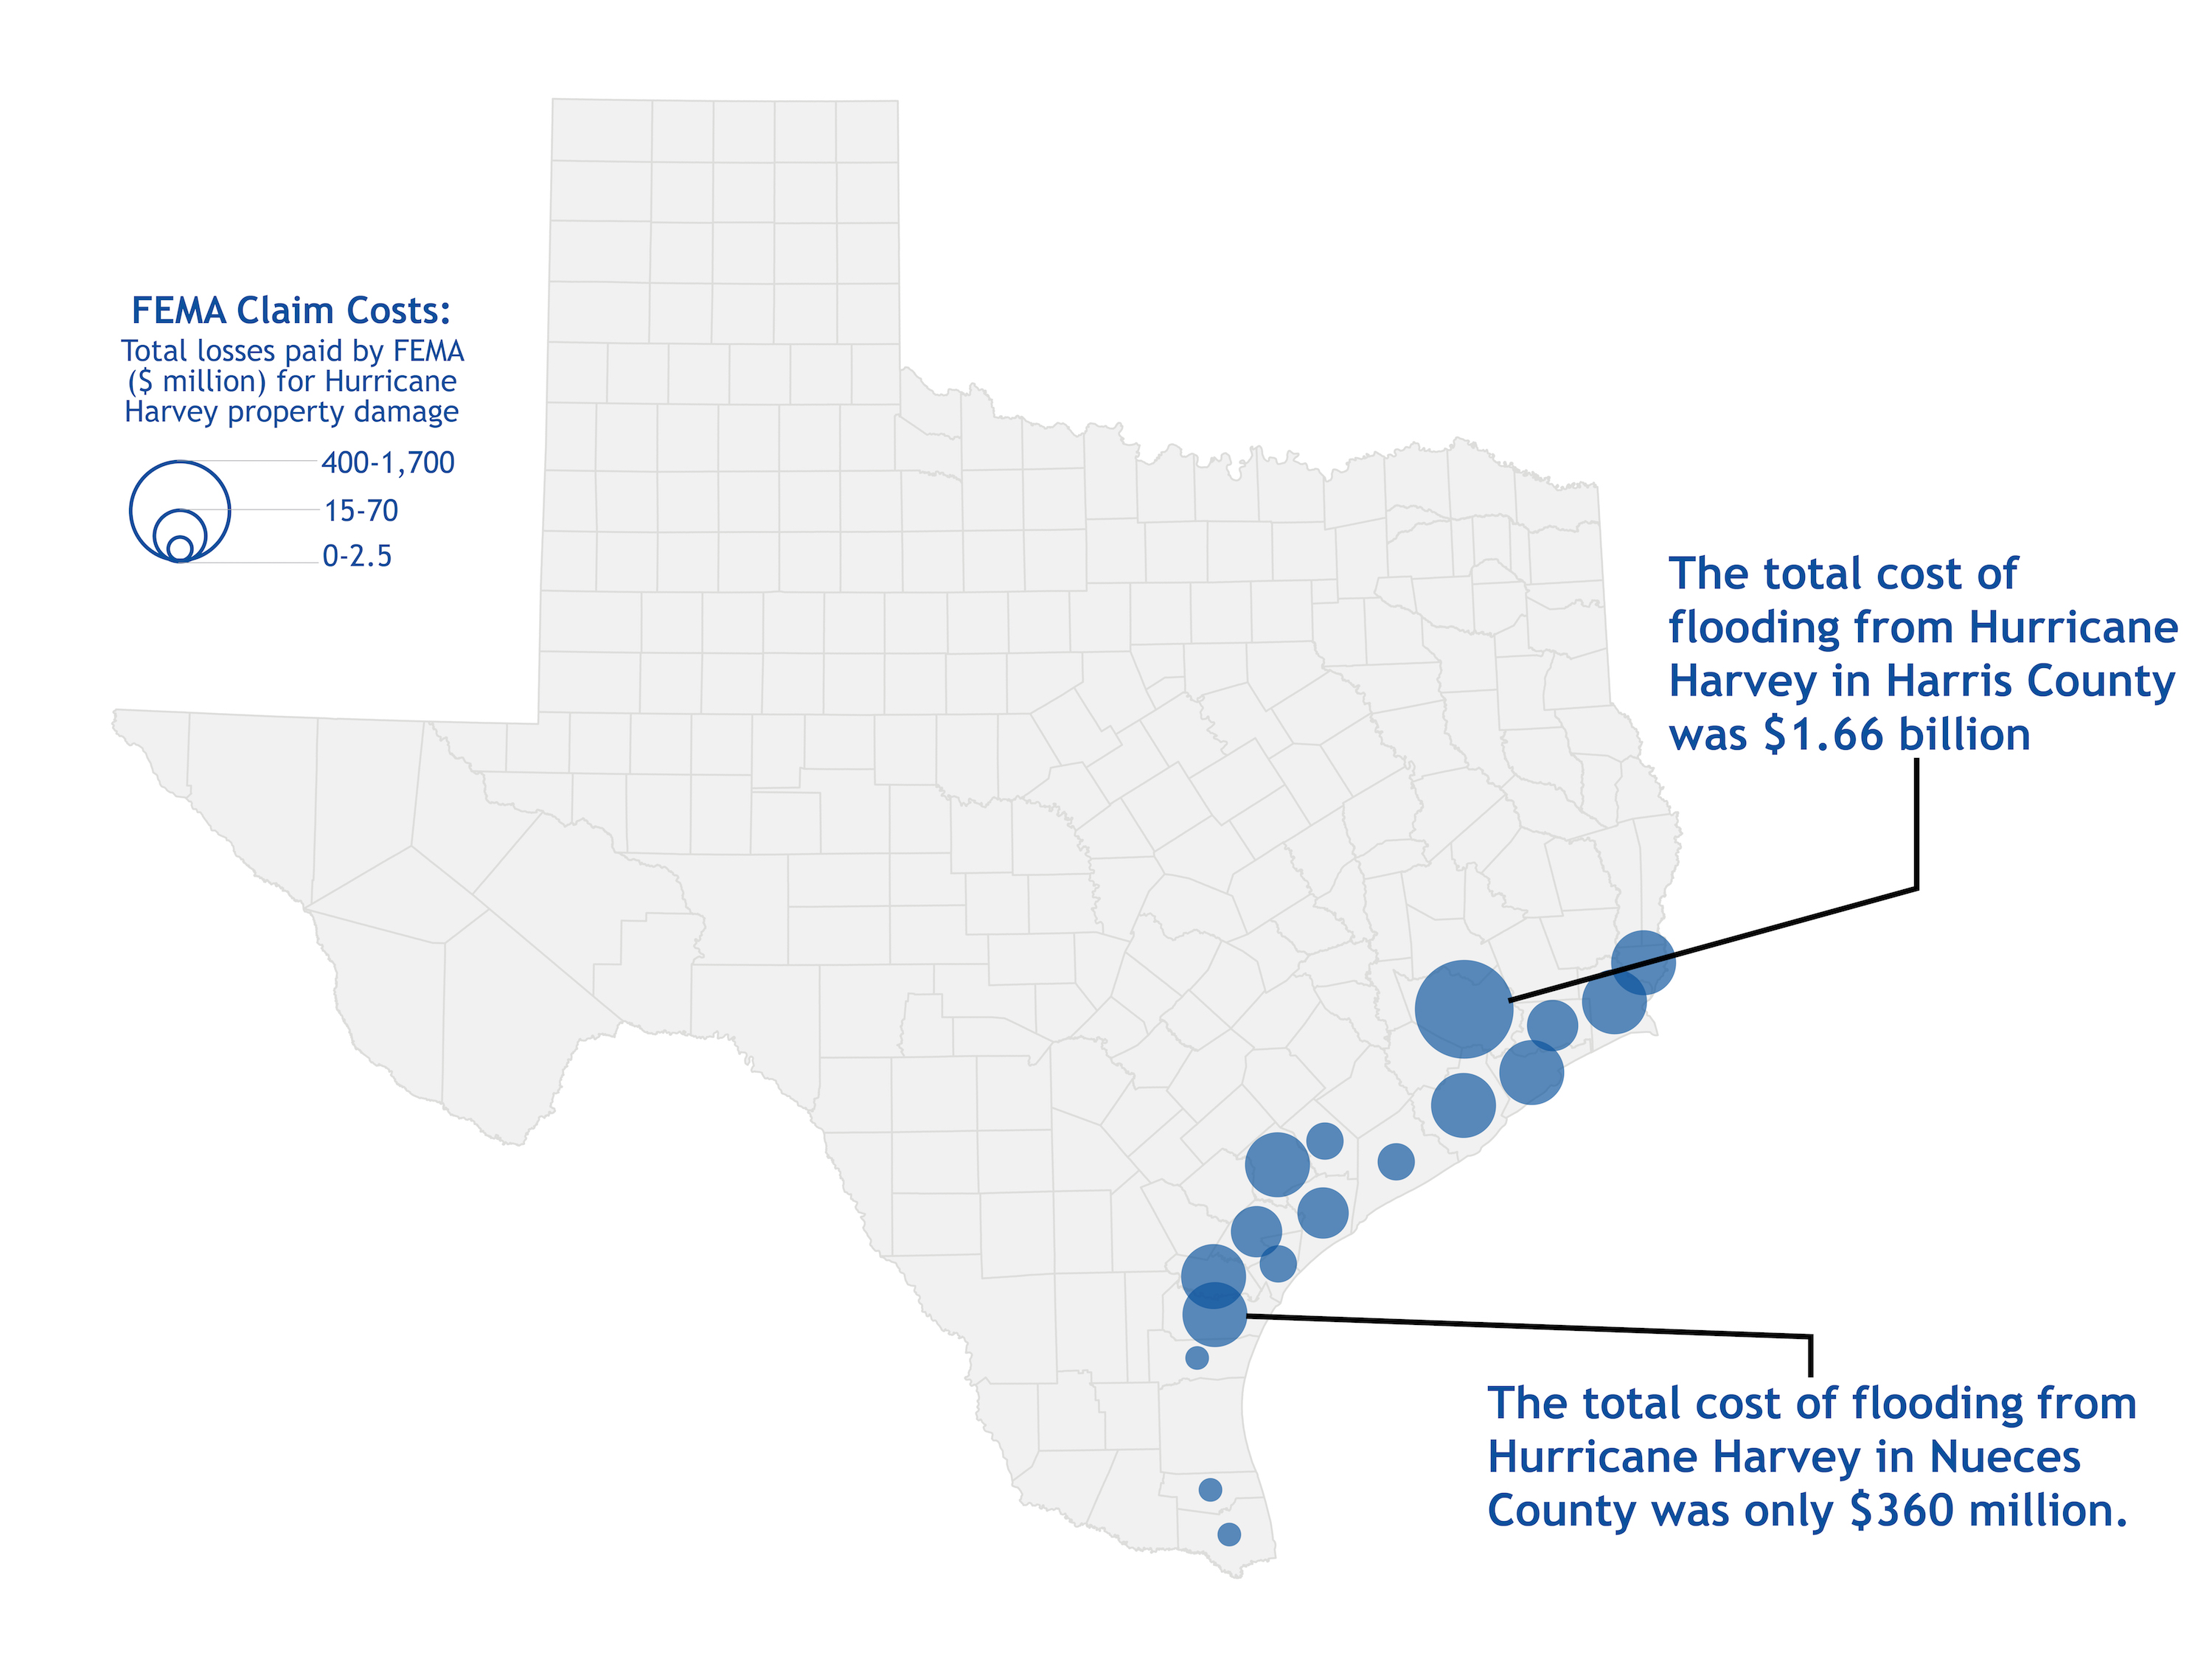 FEMA Claim Costs:
Total losses paid by FEMA
($ million) for Hurricane
Harvey property damage
400-1,700
15-70
0-2.5
The total cost of
flooding from Hurricane
Harvey in Harris County
was $1.66 billion
The total cost of flooding from
Hurricane Harvey in Nueces
County was only $360 million.